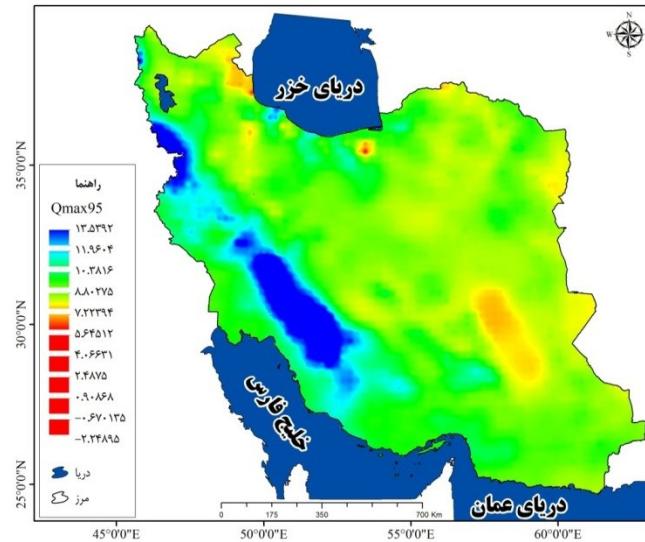 N
W
E
S
دریای خزر
35°0'0"N
30°0'0"N
25°0'0"N
راهنما
Qmax95
۱۳.۵۳۹۲
۱۱.۹۶۰۴
۱۰.۳۸۱۶
۸.۸۰۲۷۵
۷.۲۲۳۹۴
۵.۶۴۵۱۲
۴.۰۶۶۳۱
۲.۴۸۷۵
۰.۹۰۸۶۸
-۰.۶۷۰۱۳۵
-۲.۲۴۸۹۵
دریا
مرز
خلیج فارس
0 175 350 700 Km
دریای عمان
45°0'0"E 50°0'0"E 55°0'0"E 60°0'0"E